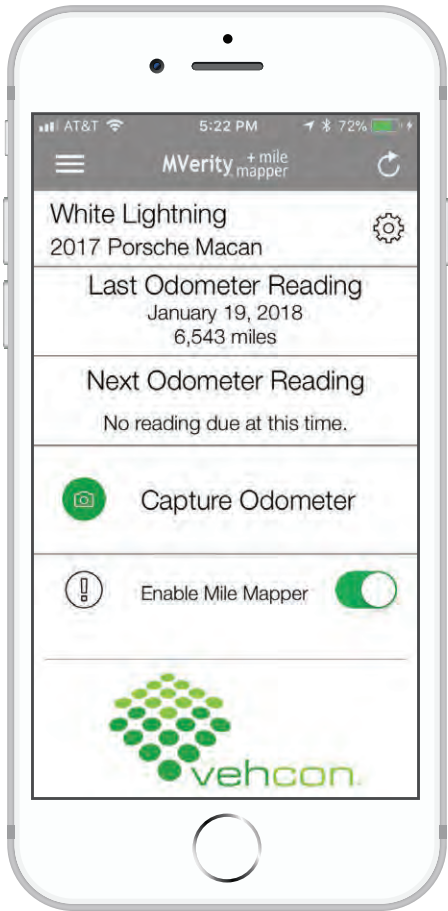 AT&T 5:22 PM 72%
MVerity + mile mapper
White Lightning
2017 Porsche Macan
Last Odometer Reading
January 19, 2018
6,543 miles
Next Odometer Reading
No reading due at this time.
Capture Odometer
Enable Mile Mapper
vehcon